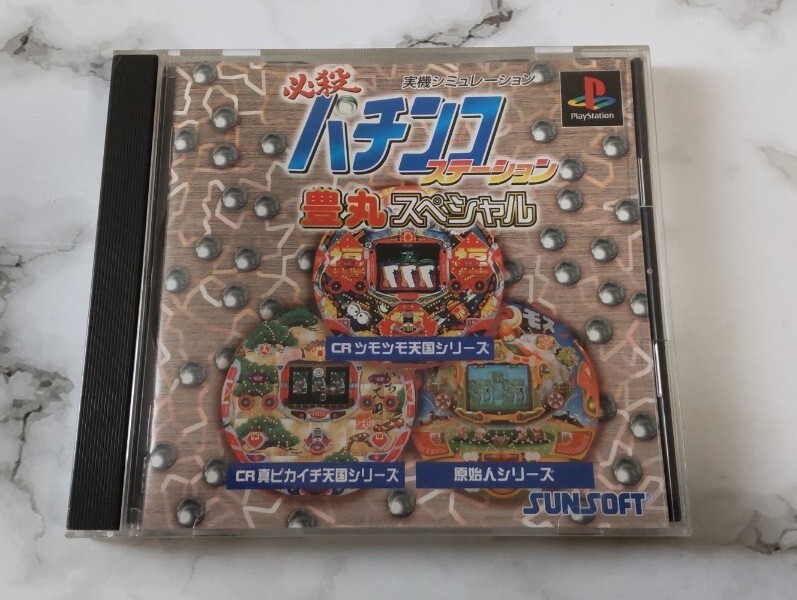 必殺
実機シミュレーション
パチンコ
ステーション
豊丸スペシャル
PlayStation
CR ツモツモ天国シリーズ
CR 真ピカイチ天国シリーズ
原始人シリーズ
SUNSOFT